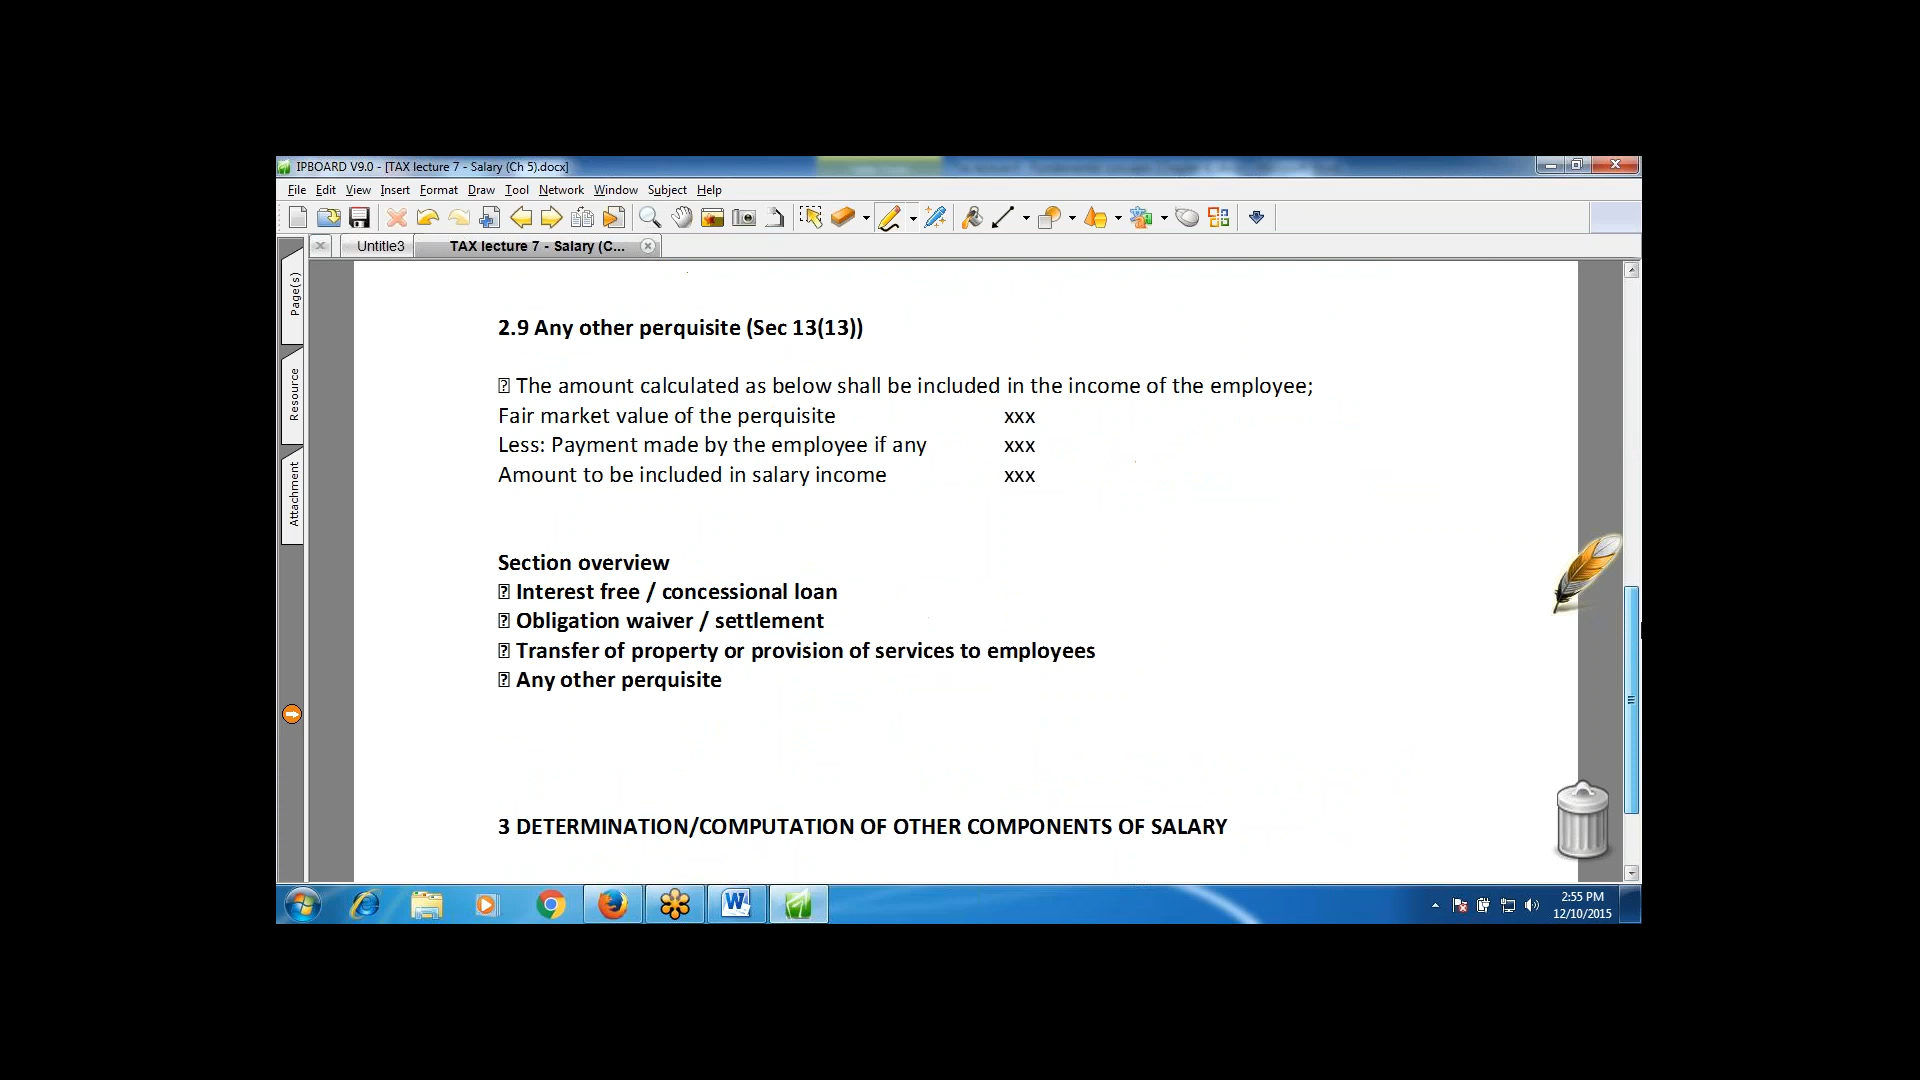 IPBOARD V9.0 - [TAX lecture 7 - Salary (Ch 5).docx]
File Edit View Insert Format Draw Tool Network Window Subject Help
Untitle3 TAX lecture 7 - Salary (C...
Page(s)
Resource
Attachment
2.9 Any other perquisite (Sec 13(13))
The amount calculated as below shall be included in the income of the employee;
Fair market value of the perquisite xxx
Less: Payment made by the employee if any xxx
Amount to be included in salary income xxx
Section overview
Interest free / concessional loan
Obligation waiver / settlement
Transfer of property or provision of services to employees
Any other perquisite
3 DETERMINATION/COMPUTATION OF OTHER COMPONENTS OF SALARY
2:55 PM
12/10/2015